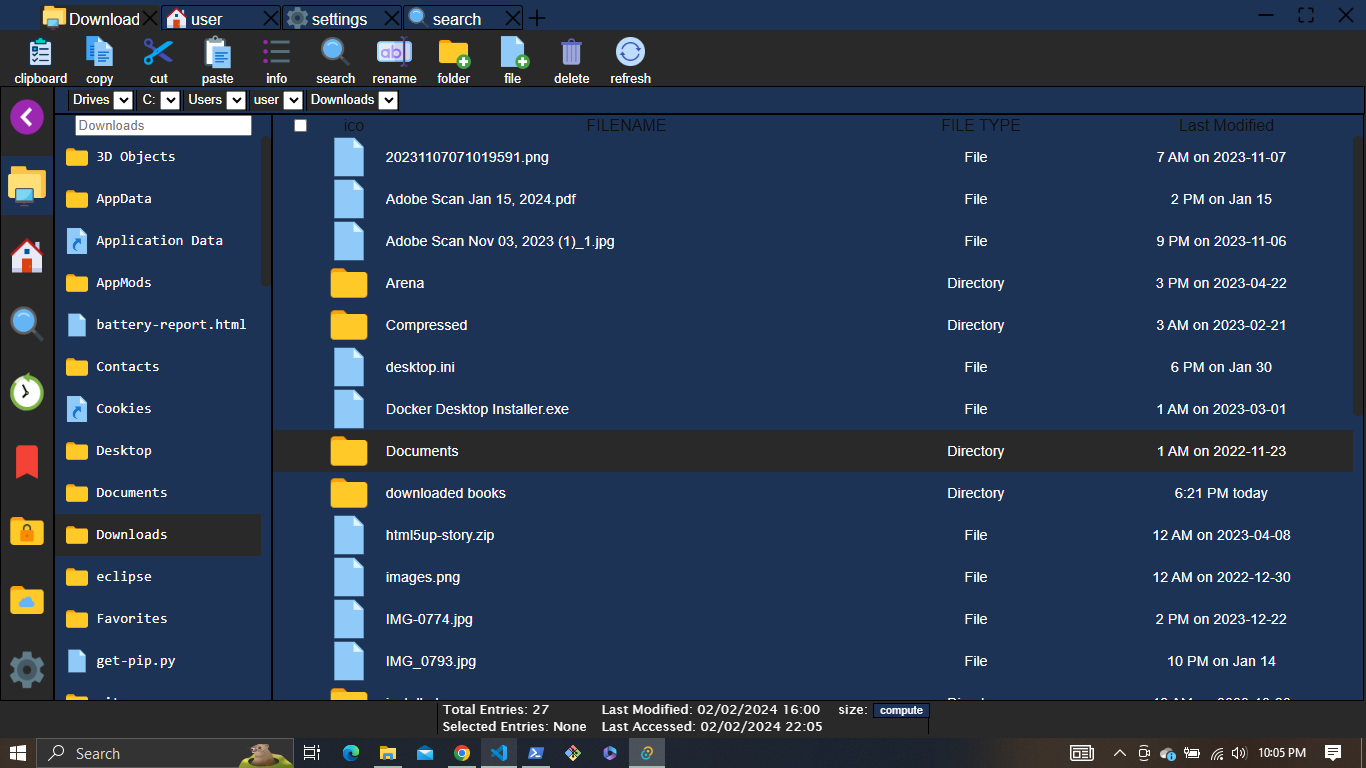 Download user settings search
clipboard copy cut paste info search rename folder file delete refresh
Drives C: Users user Downloads
Downloads
ico FILENAME FILE TYPE Last Modified
3D Objects
AppData
Application Data
AppMods
battery-report.html
Contacts
Cookies
Desktop
Documents
Downloads
eclipse
Favorites
get-pip.py
20231107071019591.png File 7 AM on 2023-11-07
Adobe Scan Jan 15, 2024.pdf File 2 PM on Jan 15
Adobe Scan Nov 03, 2023 (1)_1.jpg File 9 PM on 2023-11-06
Arena Directory 3 PM on 2023-04-22
Compressed Directory 3 AM on 2023-02-21
desktop.ini File 6 PM on Jan 30
Docker Desktop Installer.exe File 1 AM on 2023-03-01
Documents Directory 1 AM on 2022-11-23
downloaded books Directory 6:21 PM today
html5up-story.zip File 12 AM on 2023-04-08
images.png File 12 AM on 2022-12-30
IMG-0774.jpg File 2 PM on 2023-12-22
IMG_0793.jpg File 10 PM on Jan 14
Total Entries: 27 Last Modified: 02/02/2024 16:00 size: compute
Selected Entries: None Last Accessed: 02/02/2024 22:05
Search 10:05 PM